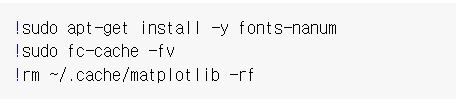 !sudo apt-get install -y fonts-nanum
!sudo fc-cache -fv
!rm ~/.cache/matplotlib -rf